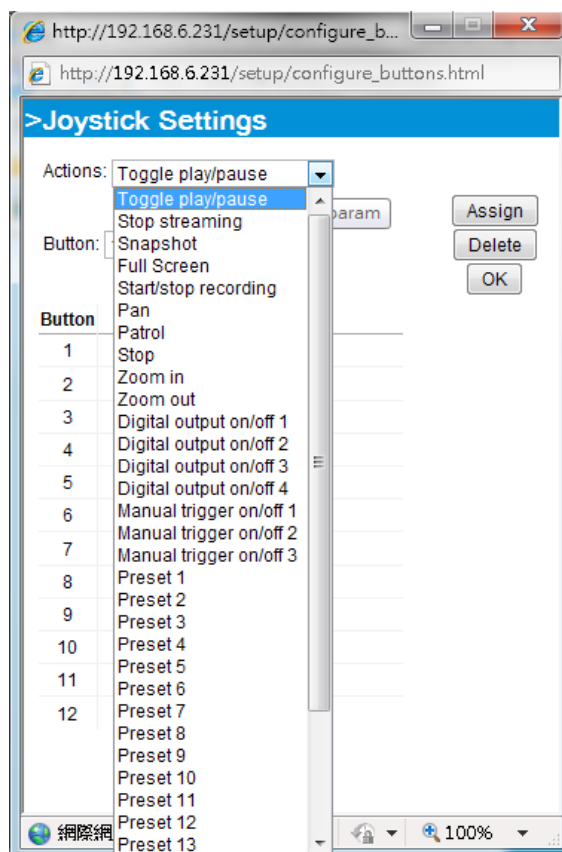 http://192.168.6.231/setup/configure_b...
http://192.168.6.231/setup/configure_buttons.html
>Joystick Settings
Actions: Toggle play/pause
Toggle play/pause
Stop streaming
Snapshot
Full Screen
Start/stop recording
Pan
Patrol
Stop
Zoom in
Zoom out
Digital output on/off 1
Digital output on/off 2
Digital output on/off 3
Digital output on/off 4
Manual trigger on/off 1
Manual trigger on/off 2
Manual trigger on/off 3
Preset 1
Preset 2
Preset 3
Preset 4
Preset 5
Preset 6
Preset 7
Preset 8
Preset 9
Preset 10
Preset 11
Preset 12
Preset 13
Assign
Button:
Delete
OK
Button
1
2
3
4
5
6
7
8
9
10
11
12
網際網
100%